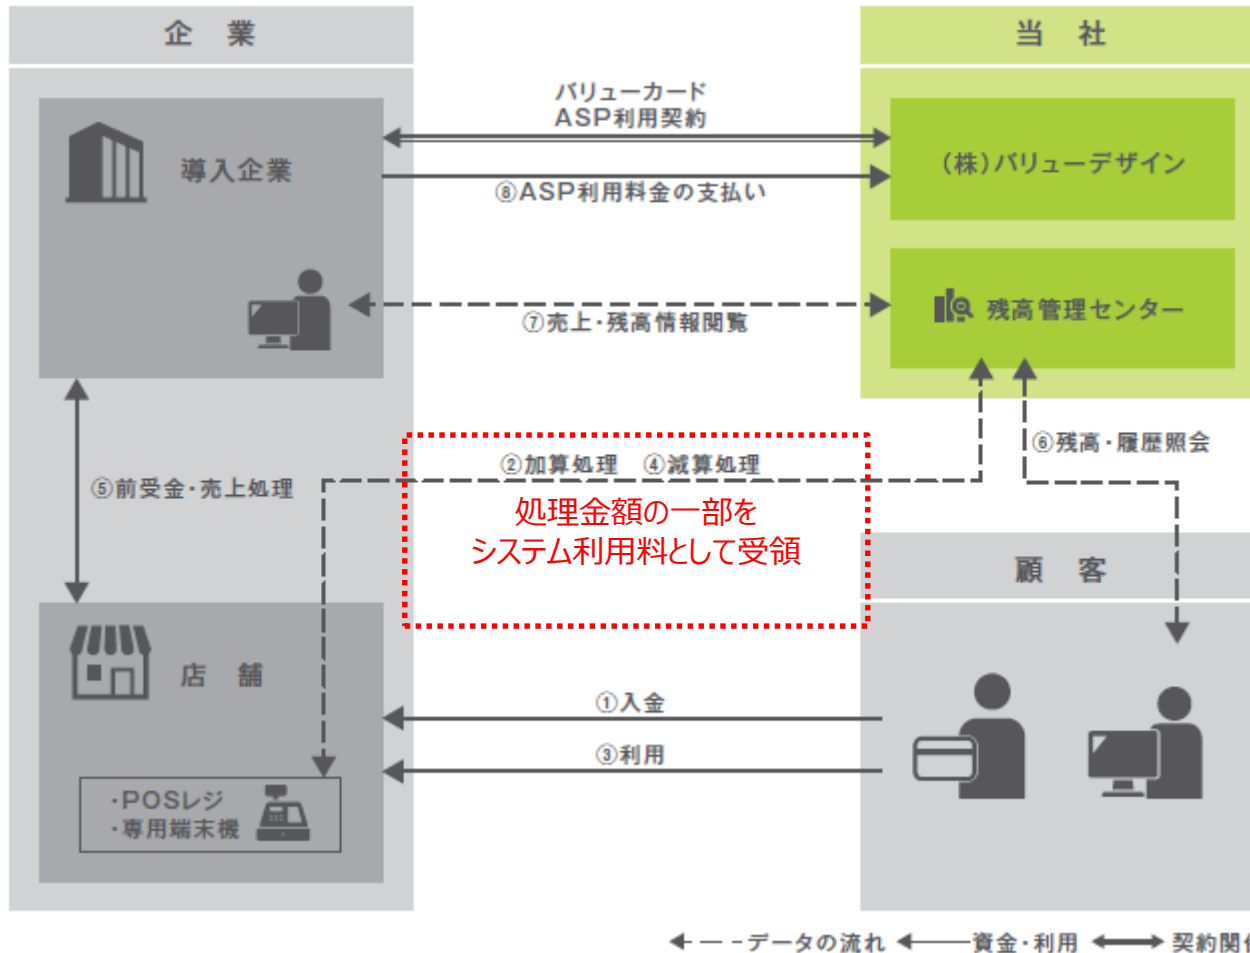 企 業
当 社
バリューカード
ASP利用契約
導入企業
(株)バリューデザイン
⑧ASP利用料金の支払い
残高管理センター
⑦売上・残高情報閲覧
⑥残高・履歴照会
②加算処理 ④減算処理
⑤前受金・売上処理
処理金額の一部を
システム利用料として受領
顧 客
店 舗
①入金
③利用
・POSレジ
・専用端末機
データの流れ 資金・利用 契約関係